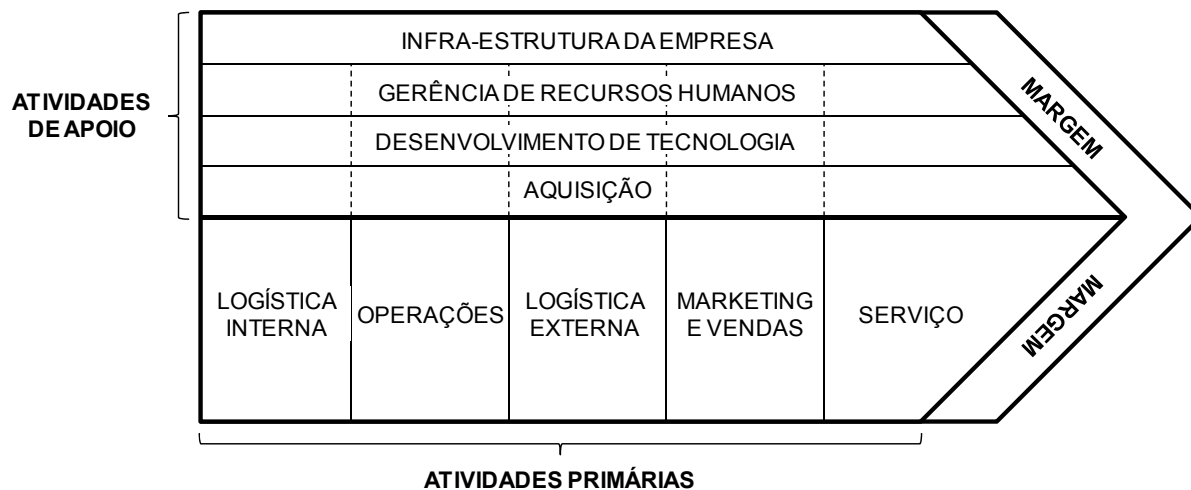 INFRA-ESTRUTURA DA EMPRESA
GERÊNCIA DE RECURSOS HUMANOS
DESENVOLVIMENTO DE TECNOLOGIA
AQUISIÇÃO
ATIVIDADES
DE APOIO
MARGEM
LOGÍSTICA
INTERNA
OPERAÇÕES
LOGÍSTICA
EXTERNA
MARKETING
E VENDAS
SERVIÇO
MARGEM
ATIVIDADES PRIMÁRIAS